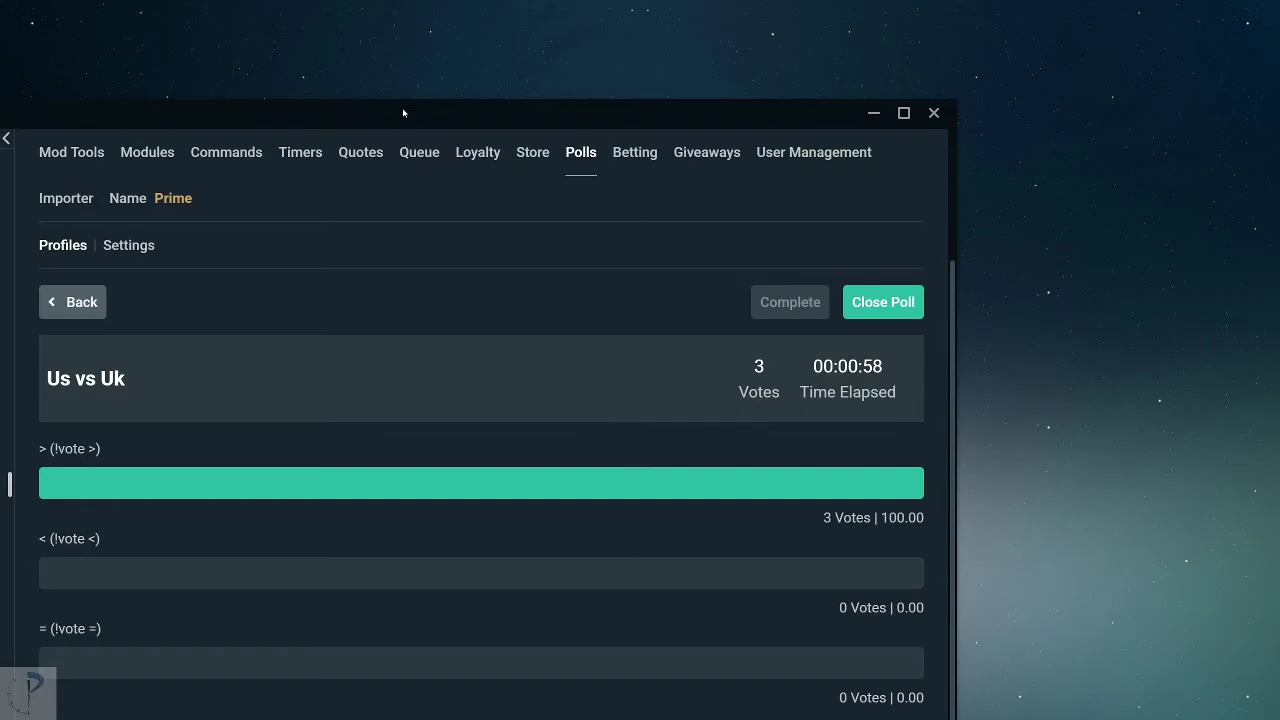 Mod Tools Modules Commands Timers Quotes Queue Loyalty Store Polls Betting Giveaways User Management
Importer Name Prime
Profiles | Settings
Back Complete Close Poll
Us vs Uk
3 00:00:58
Votes Time Elapsed
> (!vote >)
3 Votes | 100.00
< (!vote <)
0 Votes | 0.00
= (!vote =)
0 Votes | 0.00